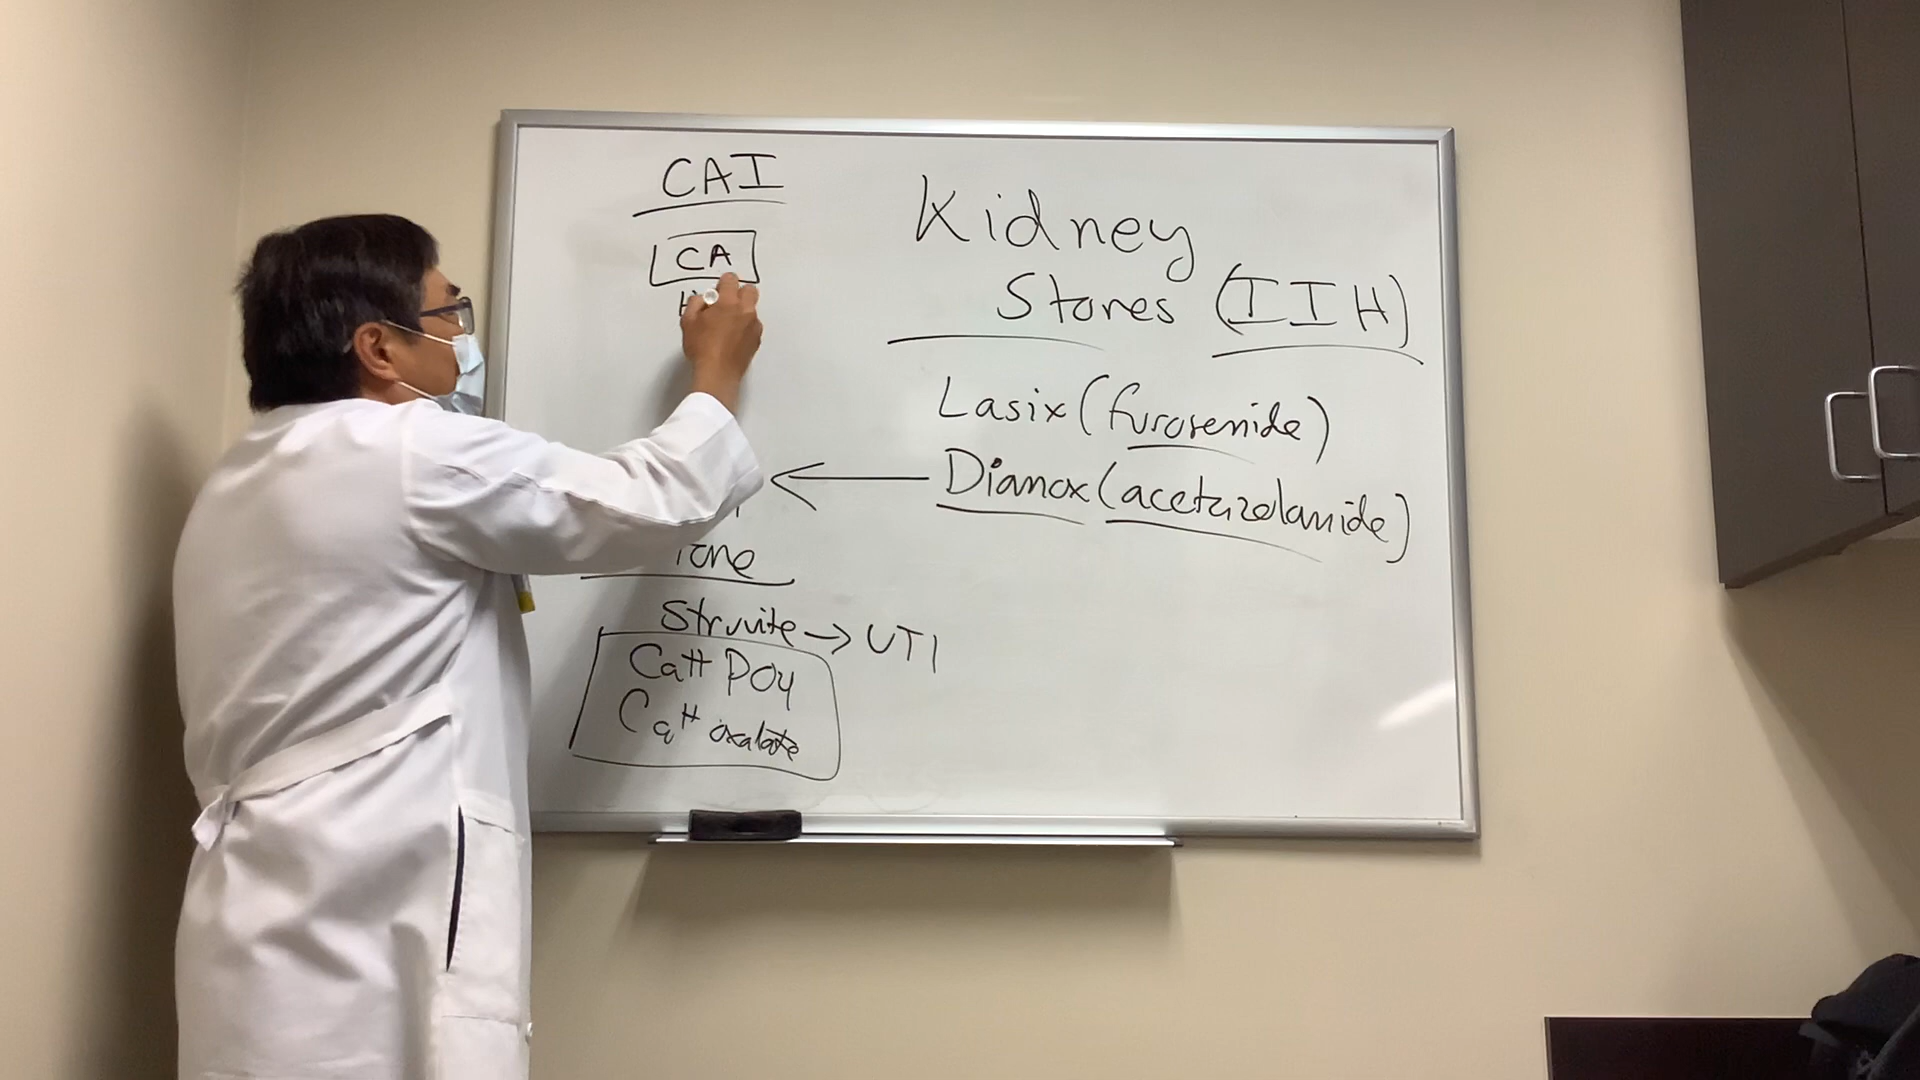 CAI
CA
H
Kidney
Stones (IIH)
Lasix (furosemide)
Diamox (acetazolamide)
Struvite → UTI
Ca++ PO4
Ca++ oxalate